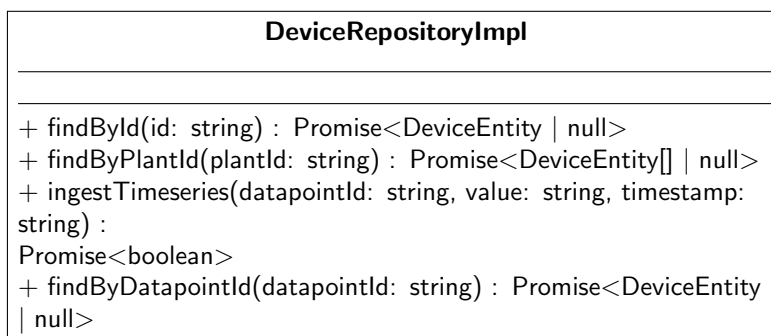 DeviceRepositoryImpl
+ findById(id: string) : Promise<DeviceEntity | null>
+ findByPlantId(plantId: string) : Promise<DeviceEntity[] | null>
+ ingestTimeseries(datapointId: string, value: string, timestamp:
string) :
Promise<boolean>
+ findByDatapointId(datapointId: string) : Promise<DeviceEntity
| null>